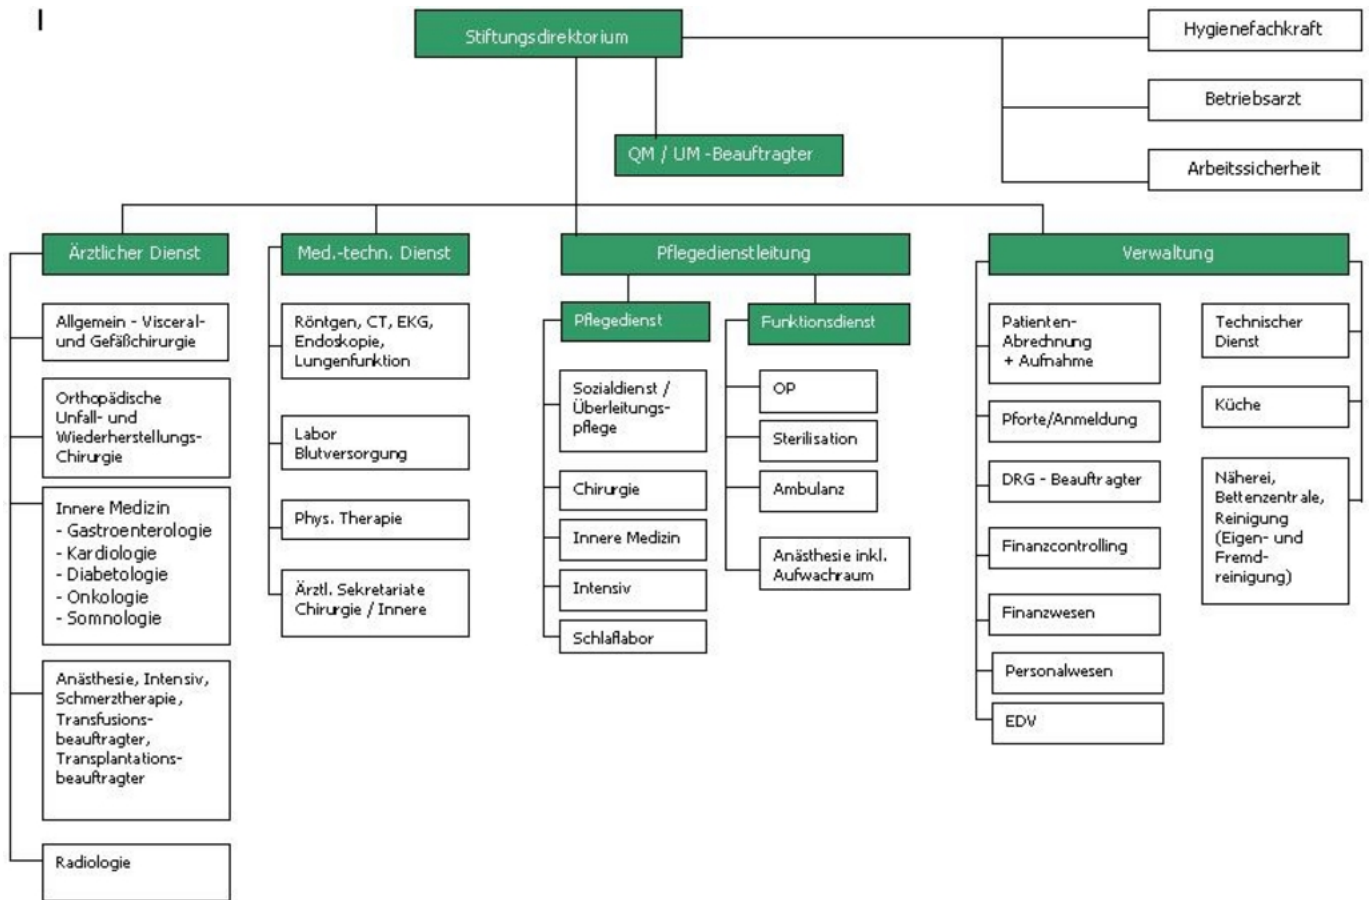 I
Stiftungsdirektorium
Hygienefachkraft
Betriebsarzt
QM / UM -Beauftragter
Arbeitssicherheit
Ärztlicher Dienst
Allgemein - Visceral-
und Gefäßchirurgie
Orthopädische
Unfall- und
Wiederherstellungs-
Chirurgie
Innere Medizin
- Gastroenterologie
- Kardiologie
- Diabetologie
- Onkologie
- Somnologie
Anästhesie, Intensiv,
Schmerztherapie,
Transfusions-
beauftragter,
Transplantations-
beauftragter
Radiologie
Med.-techn. Dienst
Röntgen, CT, EKG,
Endoskopie,
Lungenfunktion
Labor
Blutversorgung
Phys. Therapie
Ärztl. Sekretariate
Chirurgie / Innere
Pflegedienstleitung
Pflegedienst
Sozialdienst /
Überleitungs-
pflege
Chirurgie
Innere Medizin
Intensiv
Schlaflabor
Funktionsdienst
OP
Sterilisation
Ambulanz
Anästhesie inkl.
Aufwachraum
Verwaltung
Patienten-
Abrechnung
+ Aufnahme
Pforte/Anmeldung
DRG - Beauftragter
Finanzcontrolling
Finanzwesen
Personalwesen
EDV
Technischer
Dienst
Küche
Näherei,
Bettenzentrale,
Reinigung
(Eigen- und
Fremd-
reinigung)